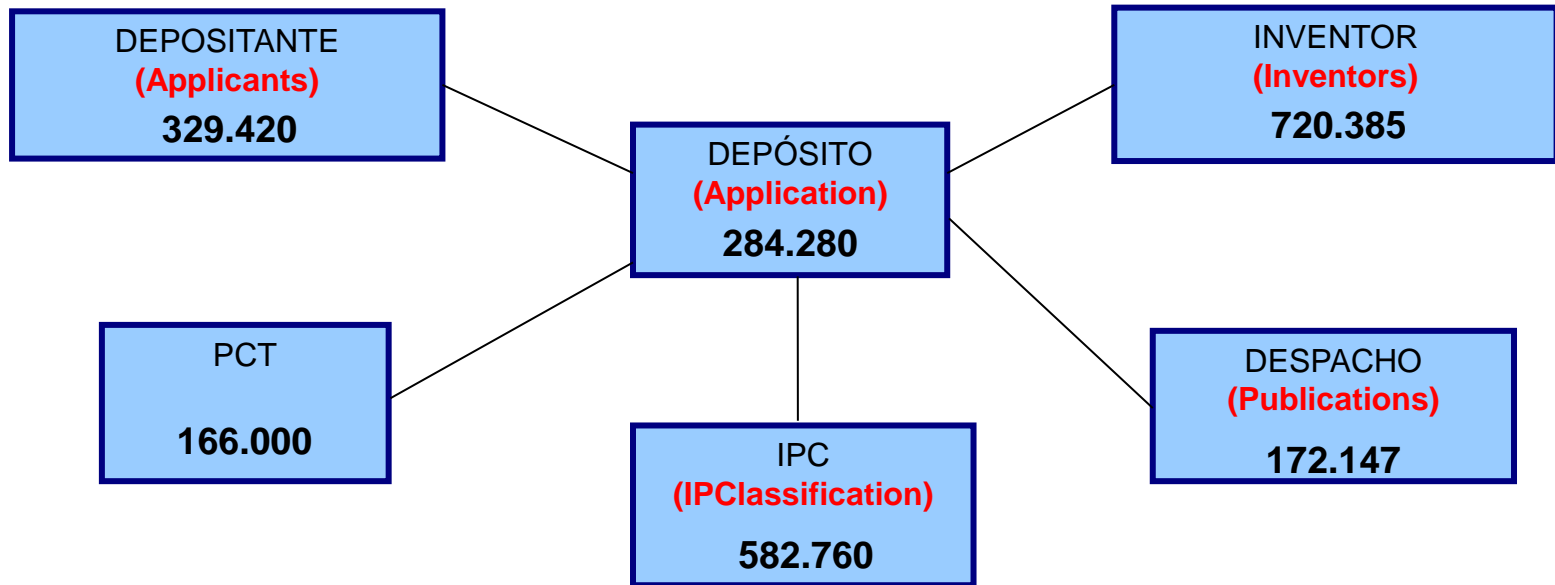 DEPOSITANTE
(Applicants)
329.420
INVENTOR
(Inventors)
720.385
DEPÓSITO
(Application)
284.280
PCT
166.000
IPC
(IPClassification)
582.760
DESPACHO
(Publications)
172.147